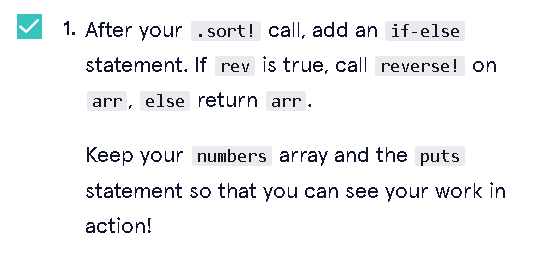 1. After your .sort! call, add an if-else
statement. If rev is true, call reverse! on
arr, else return arr.
Keep your numbers array and the puts
statement so that you can see your work in
action!